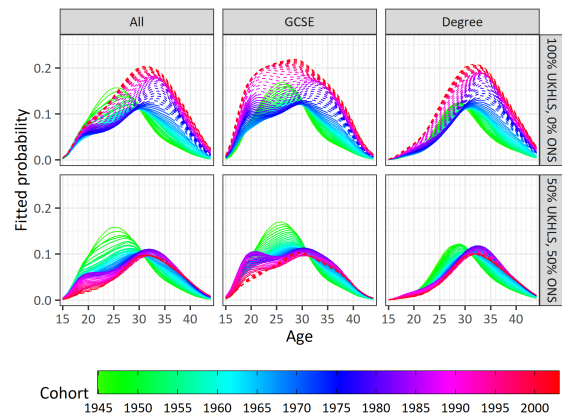 All GCSE Degree
0.2
0.1
0.0
100% UKHLS, 0% ONS
0.2
0.1
0.0
50% UKHLS, 50% ONS
Fitted probability
15 20 25 30 35 40 15 20 25 30 35 40 15 20 25 30 35 40
Age
Cohort
1945 1950 1955 1960 1965 1970 1975 1980 1985 1990 1995 2000